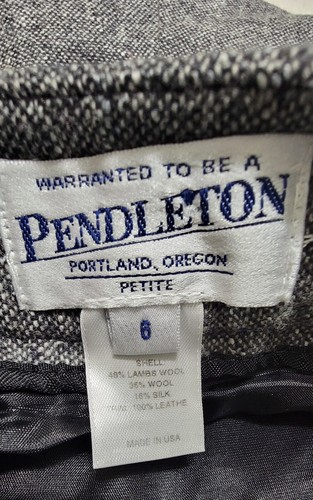 WARRANTED TO BE A
PENDLETON
PORTLAND, OREGON
PETITE
6
SHELL
48% LAMBS WOOL
36% WOOL
16% SILK
TRIM: 100% LEATHE
MADE IN USA